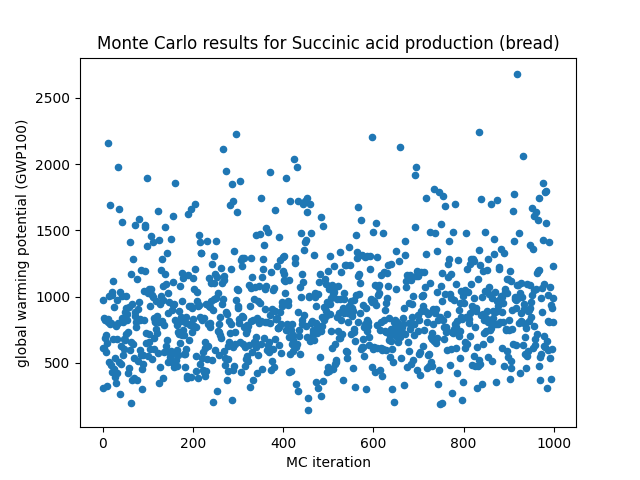 Monte Carlo results for Succinic acid production (bread)
global warming potential (GWP100)
2500
2000
1500
1000
500
0 200 400 600 800 1000
MC iteration